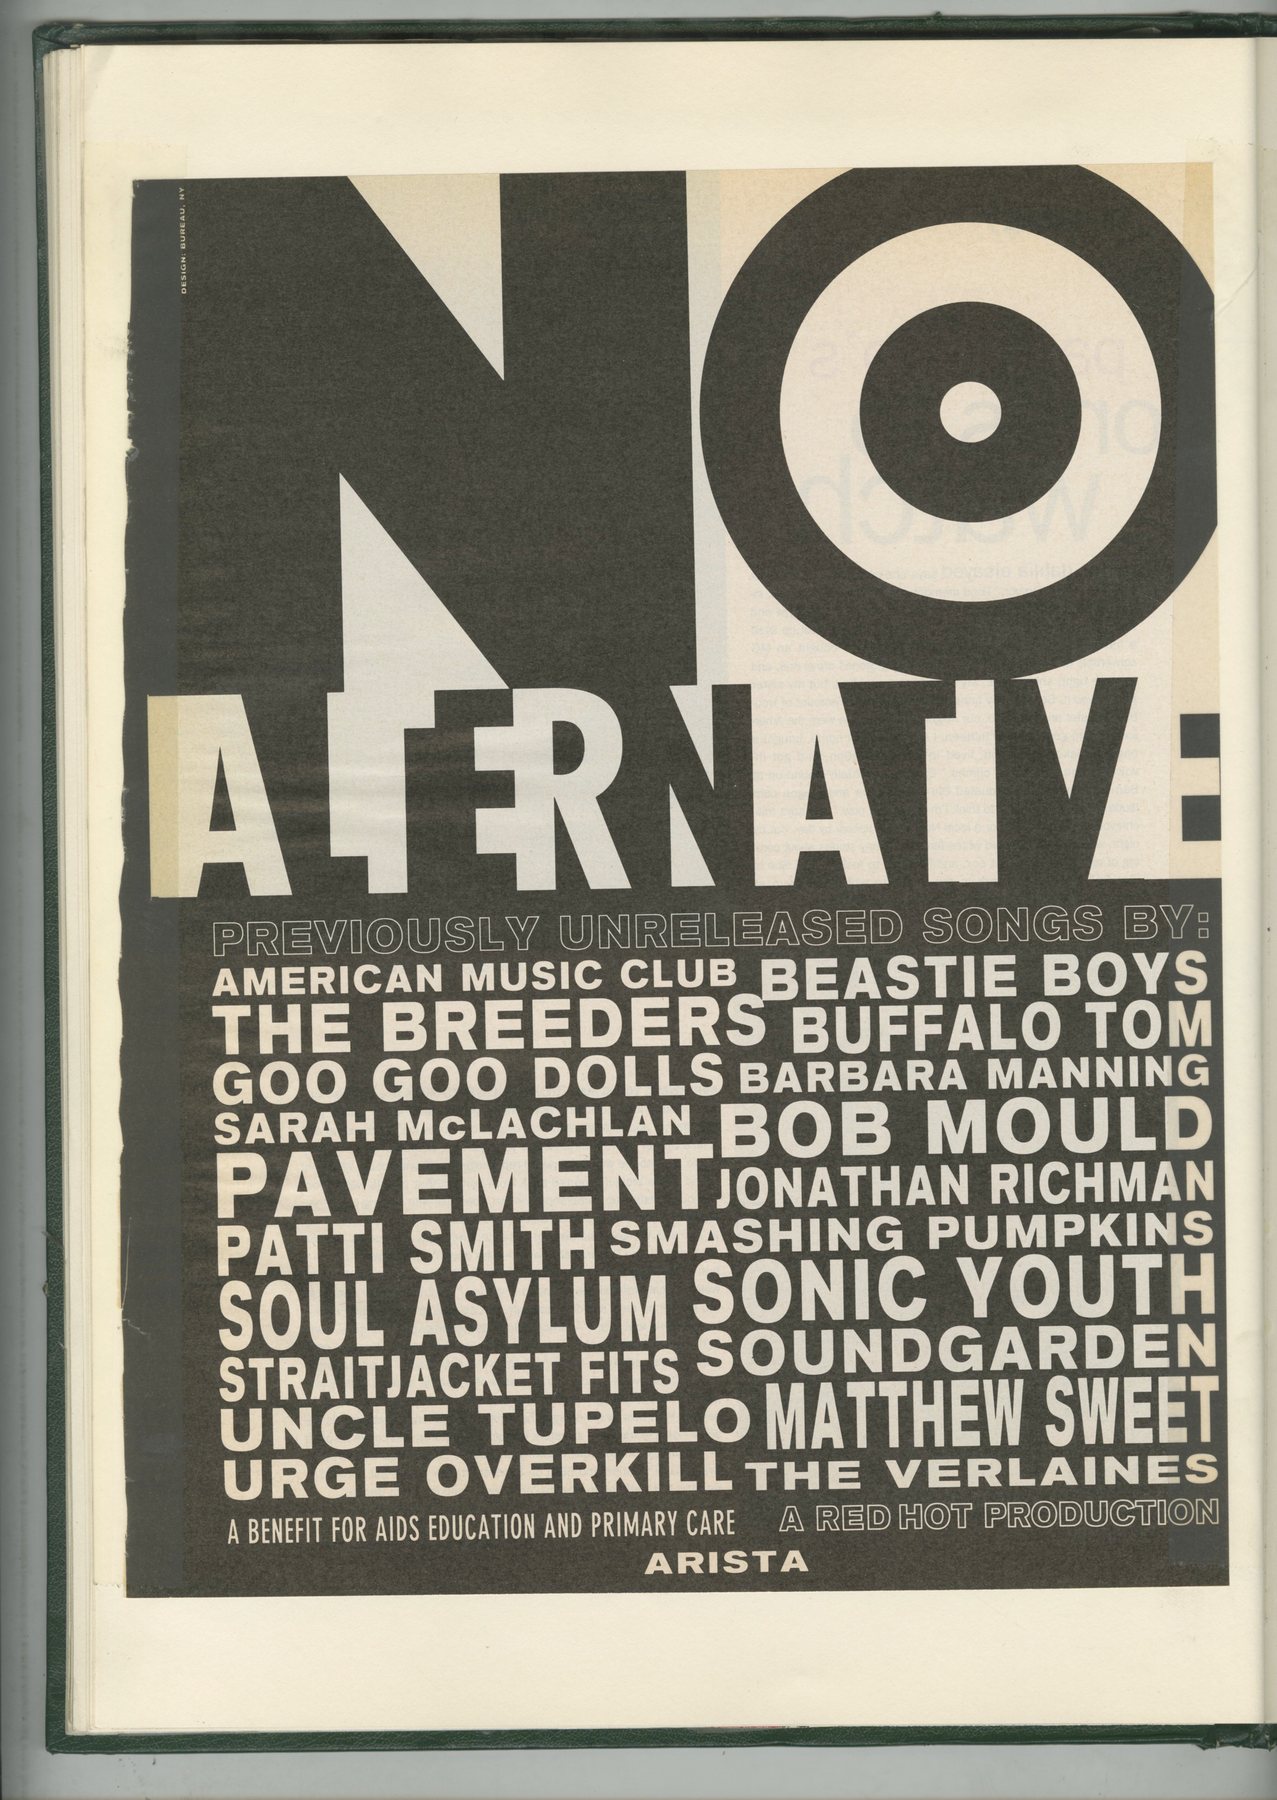 DESIGN: BUREAU, NY
NO
ALTERNATIVE
PREVIOUSLY UNRELEASED SONGS BY:
AMERICAN MUSIC CLUB BEASTIE BOYS
THE BREEDERS BUFFALO TOM
GOO GOO DOLLS BARBARA MANNING
SARAH McLACHLAN BOB MOULD
PAVEMENT JONATHAN RICHMAN
PATTI SMITH SMASHING PUMPKINS
SOUL ASYLUM SONIC YOUTH
STRAITJACKET FITS SOUNDGARDEN
UNCLE TUPELO MATTHEW SWEET
URGE OVERKILL THE VERLAINES
A BENEFIT FOR AIDS EDUCATION AND PRIMARY CARE A RED HOT PRODUCTION
ARISTA